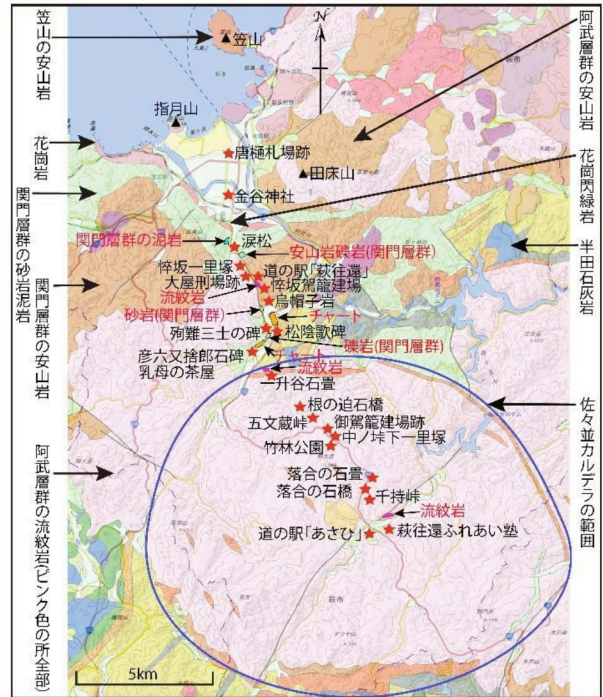 笠山の安山岩
花崗岩
関門層群の砂岩泥岩
関門層群の安山岩
阿武層群の流紋岩(ピンク色の所全部)
笠山
N
指月山
唐樋札場跡
田床山
金谷神社
関門層群の泥岩
涙松
安山岩礫岩(関門層群)
悴坂一里塚
道の駅「萩往還」
大屋刑場跡
悴坂駕籠建場
流紋岩
烏帽子岩
砂岩(関門層群)
チャート
殉難三士の碑
松陰歌碑
礫岩(関門層群)
彦六又捨郎石碑
チャート
乳母の茶屋
流紋岩
一升谷石畳
根の迫石橋
五文蔵峠
御駕籠建場跡
中ノ峠下一里塚
竹林公園
落合の石畳
落合の石橋
千持峠
流紋岩
道の駅「あさひ」
萩往還ふれあい塾
萩市
5km
阿武層群の安山岩
花崗閃緑岩
半田石灰岩
佐々並カルデラの範囲